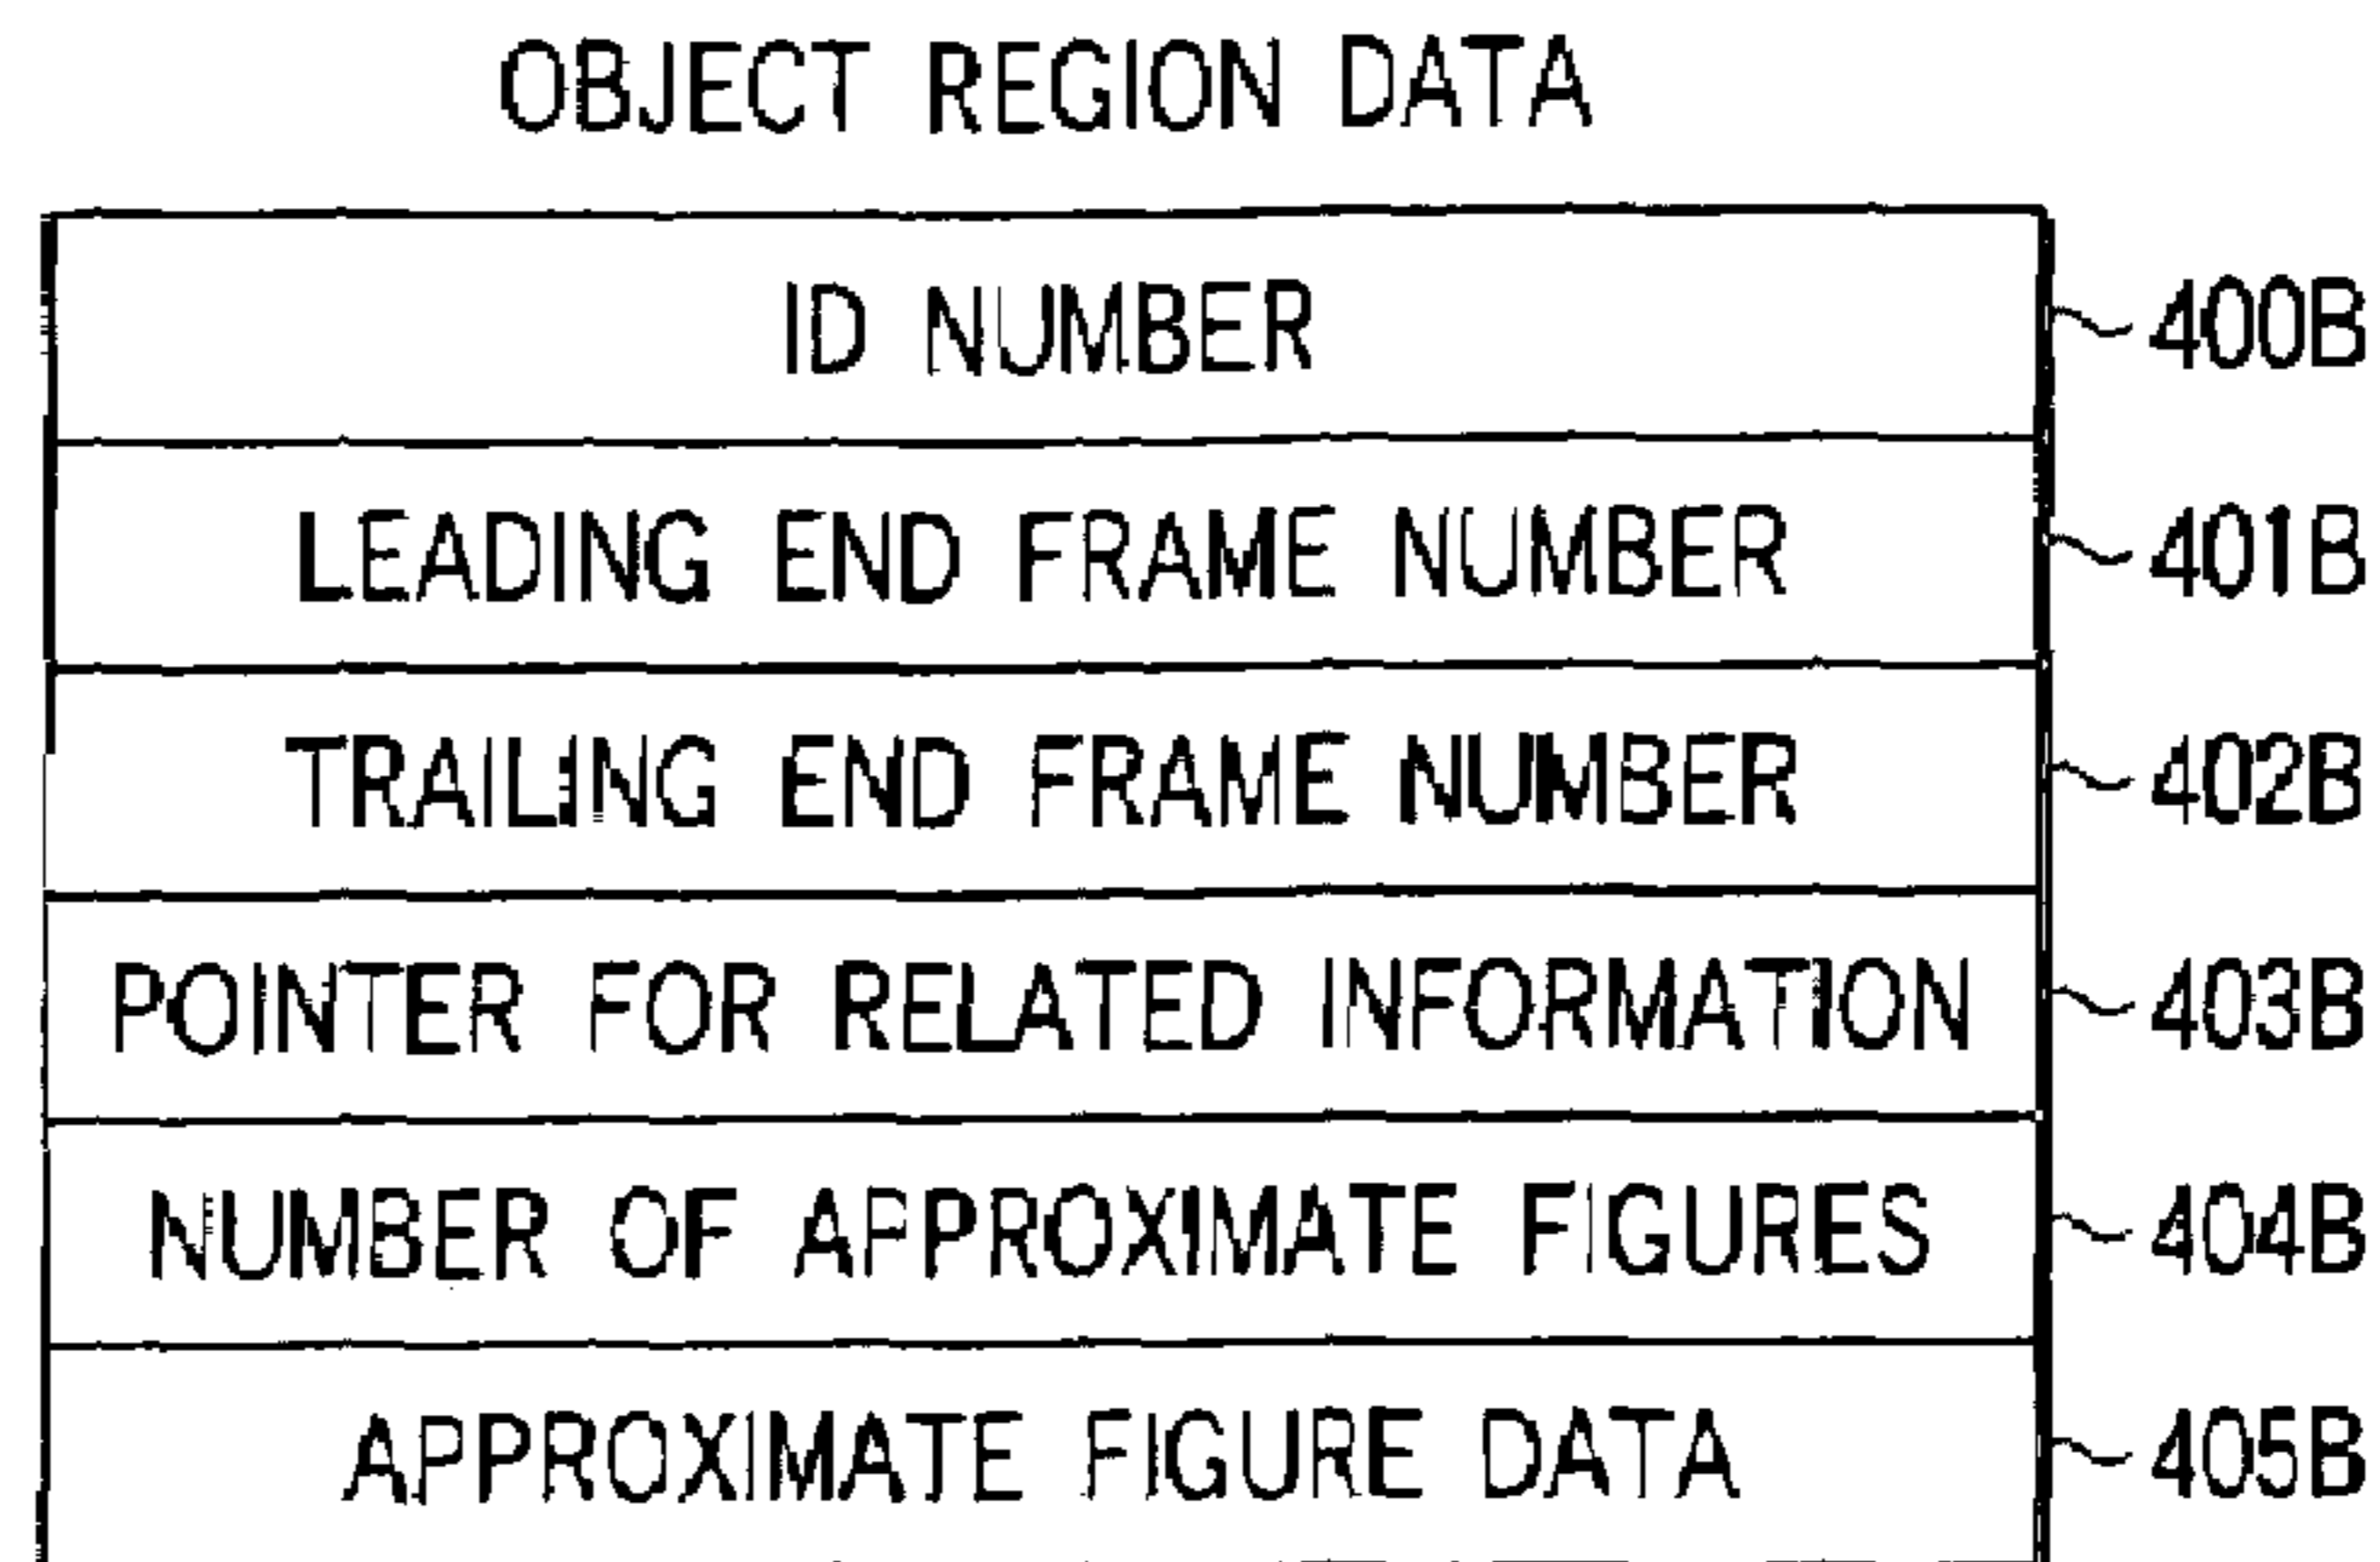 OBJECT REGION DATA
ID NUMBER 400B
LEADING END FRAME NUMBER 401B
TRAILING END FRAME NUMBER 402B
POINTER FOR RELATED INFORMATION 403B
NUMBER OF APPROXIMATE FIGURES 404B
APPROXIMATE FIGURE DATA 405B